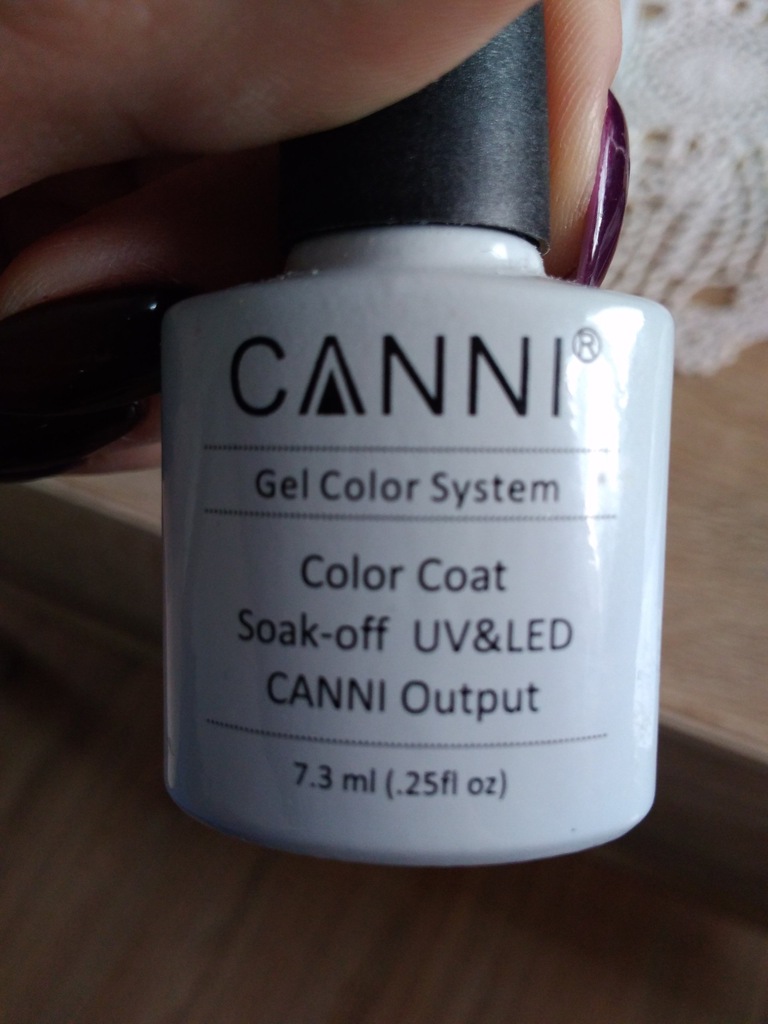 CANNI®
Gel Color System
Color Coat
Soak-off UV&LED
CANNI Output
7.3 ml (.25fl oz)